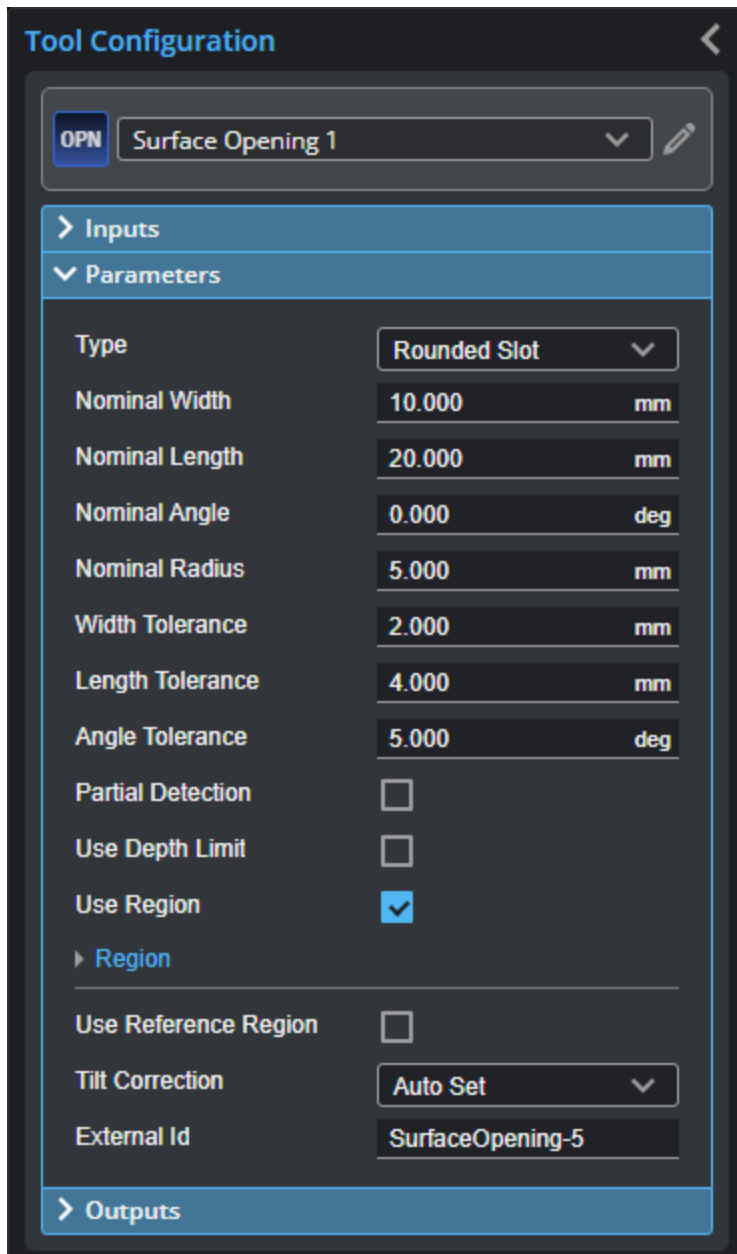 Tool Configuration
OPN Surface Opening 1
Inputs
Parameters
Type Rounded Slot
Nominal Width 10.000 mm
Nominal Length 20.000 mm
Nominal Angle 0.000 deg
Nominal Radius 5.000 mm
Width Tolerance 2.000 mm
Length Tolerance 4.000 mm
Angle Tolerance 5.000 deg
Partial Detection
Use Depth Limit
Use Region
Region
Use Reference Region
Tilt Correction Auto Set
External Id SurfaceOpening-5
Outputs